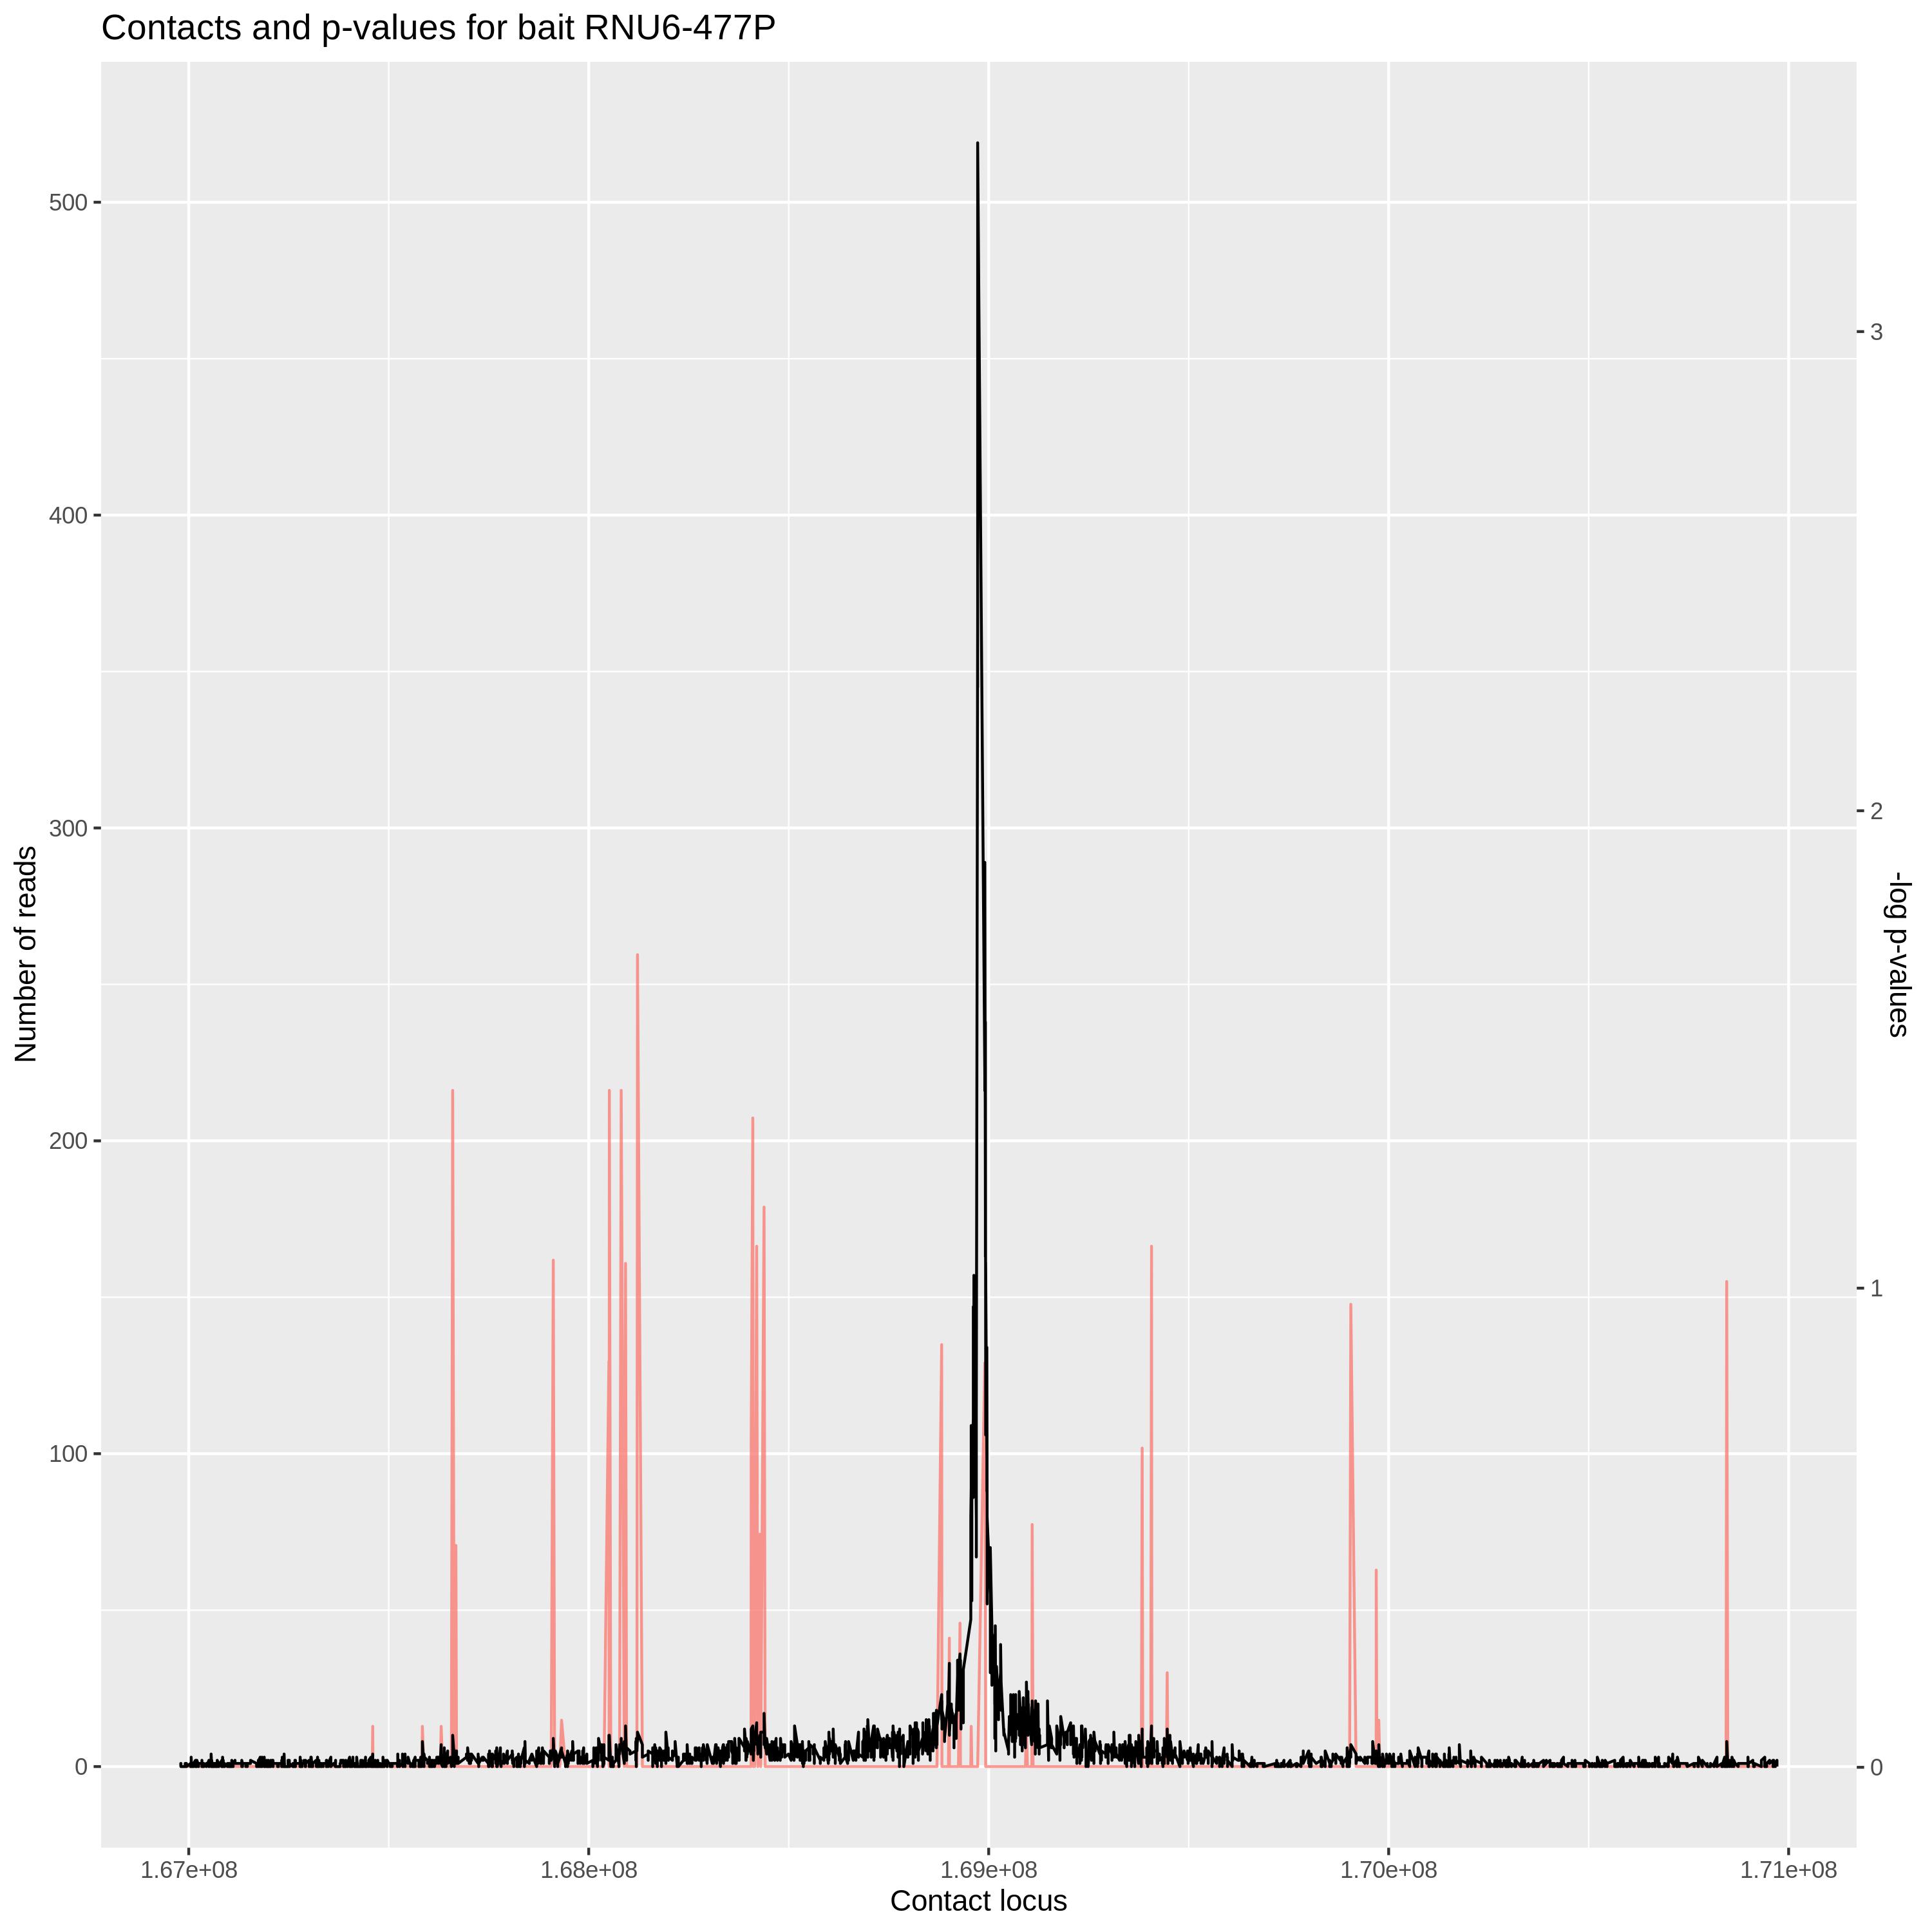 Contacts and p-values for bait RNU6-477P
500
400
300
200
100
0
Number of reads
3
2
1
0
-log p-values
1.67e+08
1.68e+08
1.69e+08
1.70e+08
1.71e+08
Contact locus